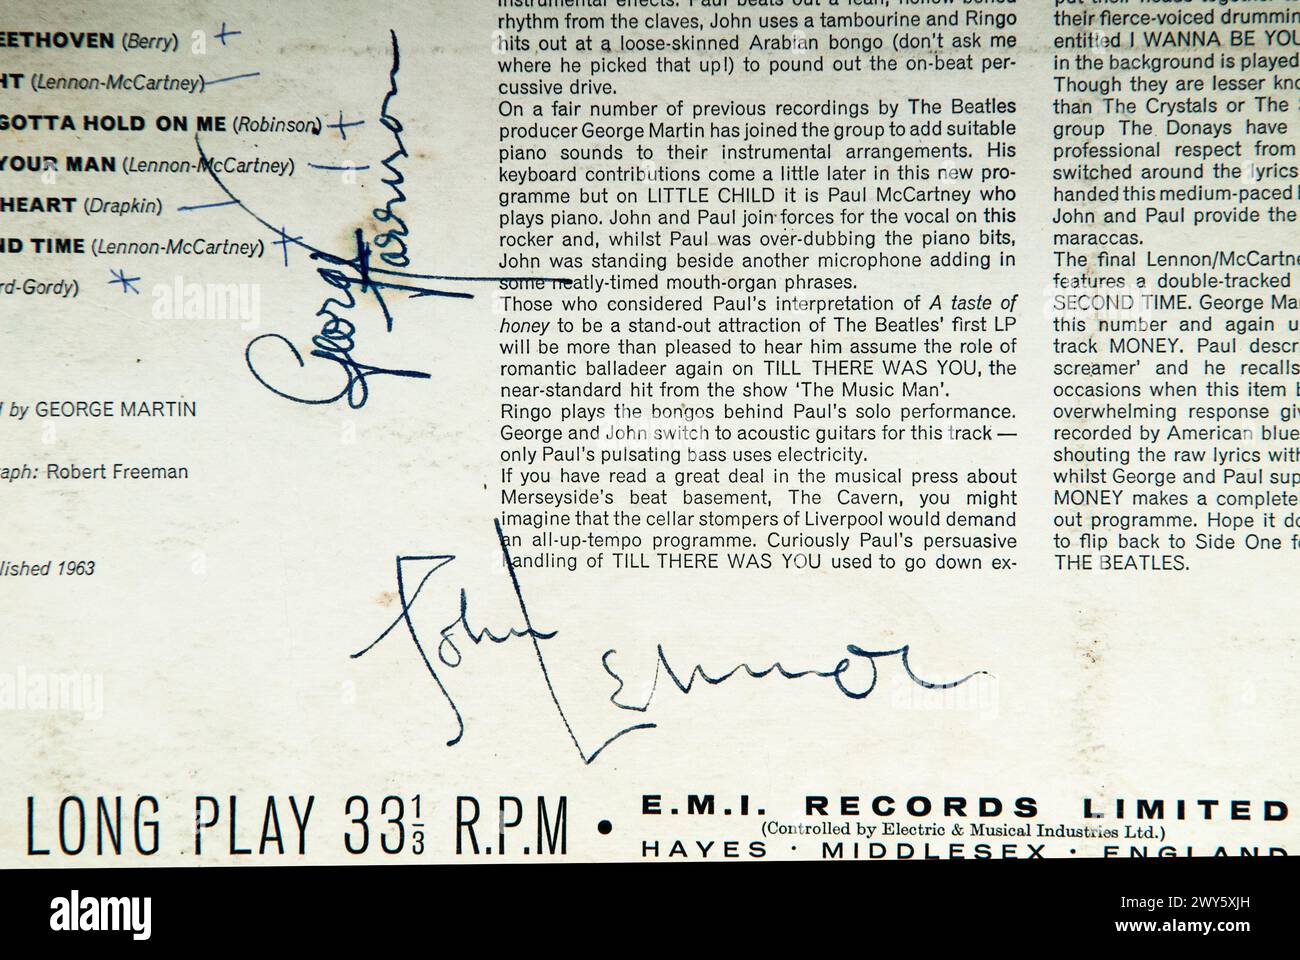 EETHOVEN (Berry) +
HT (Lennon-McCartney)
GOTTA HOLD ON ME (Robinson) +
YOUR MAN (Lennon-McCartney)
HEART (Drapkin)
ND TIME (Lennon-McCartney) +
rd-Gordy)
d by GEORGE MARTIN
aph: Robert Freeman
lished 1963
George Harrison
instrumental effects. Paul beats out a lean, hollow-boned
rhythm from the claves, John uses a tambourine and Ringo
hits out at a loose-skinned Arabian bongo (don't ask me
where he picked that up!) to pound out the on-beat per-
cussive drive.
On a fair number of previous recordings by The Beatles
producer George Martin has joined the group to add suitable
piano sounds to their instrumental arrangements. His
keyboard contributions come a little later in this new pro-
gramme but on LITTLE CHILD it is Paul McCartney who
plays piano. John and Paul join forces for the vocal on this
rocker and, whilst Paul was over-dubbing the piano bits,
John was standing beside another microphone adding in
some neatly-timed mouth-organ phrases.
Those who considered Paul's interpretation of A taste of
honey to be a stand-out attraction of The Beatles' first LP
will be more than pleased to hear him assume the role of
romantic balladeer again on TILL THERE WAS YOU, the
near-standard hit from the show 'The Music Man'.
Ringo plays the bongos behind Paul's solo performance.
George and John switch to acoustic guitars for this track —
only Paul's pulsating bass uses electricity.
If you have read a great deal in the musical press about
Merseyside's beat basement, The Cavern, you might
imagine that the cellar stompers of Liverpool would demand
an all-up-tempo programme. Curiously Paul's persuasive
handling of TILL THERE WAS YOU used to go down ex-
their fierce-voiced drummin
entitled I WANNA BE YOU
in the background is played
Though they are lesser kno
than The Crystals or The S
group The Donays have
professional respect from
switched around the lyrics
handed this medium-paced
John and Paul provide the
maraccas.
The final Lennon/McCartne
features a double-tracked
SECOND TIME. George Mar
this number and again u
track MONEY. Paul descr
screamer' and he recalls
occasions when this item b
overwhelming response giv
recorded by American blue
shouting the raw lyrics with
whilst George and Paul sup
MONEY makes a complete
out programme. Hope it do
to flip back to Side One f
THE BEATLES.
John Lennon
LONG PLAY 33⅓ R.P.M •
E.M.I. RECORDS LIMITED
(Controlled by Electric & Musical Industries Ltd.)
HAYES · MIDDLESEX · ENGLAND
alamy
Image ID: 2WY5XJH
www.alamy.com